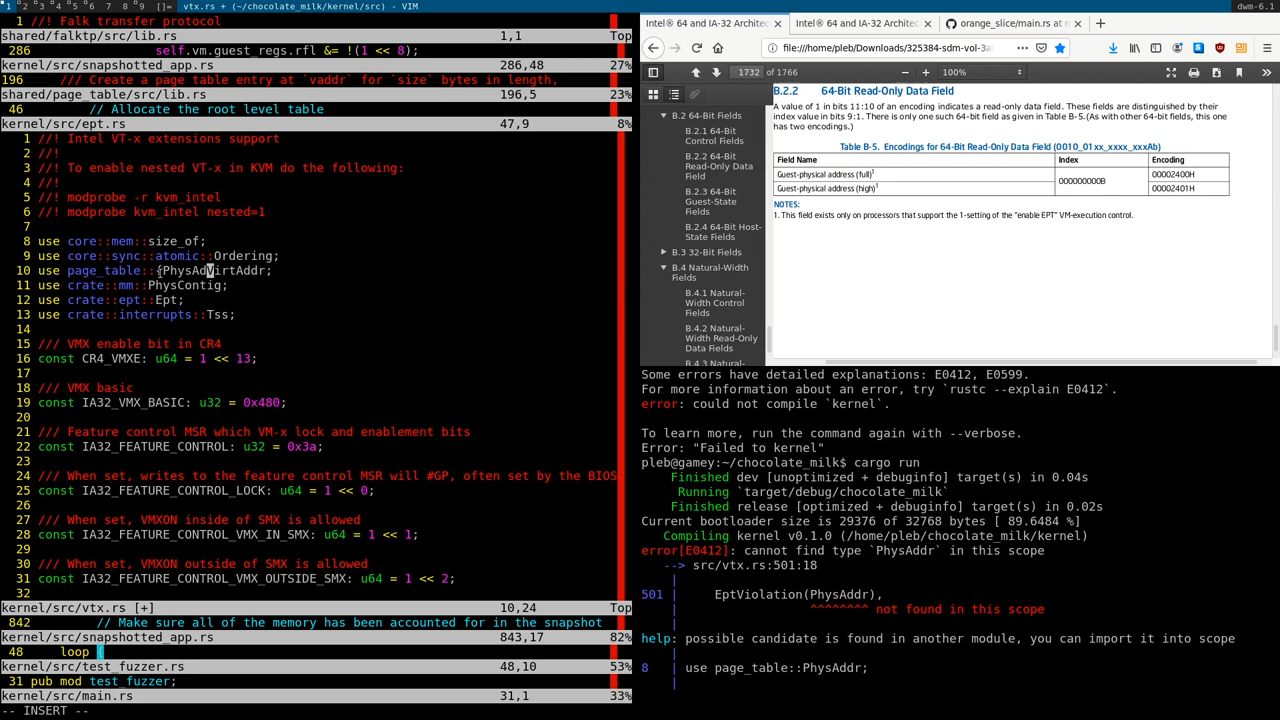 1 2 3 4 5 6 7 8 9 []= vtx.rs + (~/chocolate_milk/kernel/src) - VIM dwm-6.1
1 //! Falk transfer protocol
shared/falktp/src/lib.rs 1,1 Top
286 self.vm.guest_regs.rfl &= !(1 << 8);
kernel/src/snapshotted_app.rs 286,48 27%
196 /// Create a page table entry at `vaddr` for `size` bytes in length,
shared/page_table/src/lib.rs 196,5 23%
46 // Allocate the root level table
kernel/src/ept.rs 47,9 8%
1 //! Intel VT-x extensions support
2 //!
3 //! To enable nested VT-x in KVM do the following:
4 //!
5 //! modprobe -r kvm_intel
6 //! modprobe kvm_intel nested=1
7
8 use core::mem::size_of;
9 use core::sync::atomic::Ordering;
10 use page_table::{PhysAdVirtAddr;
11 use crate::mm::PhysContig;
12 use crate::ept::Ept;
13 use crate::interrupts::Tss;
14
15 /// VMX enable bit in CR4
16 const CR4_VMXE: u64 = 1 << 13;
17
18 /// VMX basic
19 const IA32_VMX_BASIC: u32 = 0x480;
20
21 /// Feature control MSR which VM-x lock and enablement bits
22 const IA32_FEATURE_CONTROL: u32 = 0x3a;
23
24 /// When set, writes to the feature control MSR will #GP, often set by the BIOS
25 const IA32_FEATURE_CONTROL_LOCK: u64 = 1 << 0;
26
27 /// When set, VMXON inside of SMX is allowed
28 const IA32_FEATURE_CONTROL_VMX_IN_SMX: u64 = 1 << 1;
29
30 /// When set, VMXON outside of SMX is allowed
31 const IA32_FEATURE_CONTROL_VMX_OUTSIDE_SMX: u64 = 1 << 2;
32
kernel/src/vtx.rs [+] 10,24 Top
842 // Make sure all of the memory has been accounted for in the snapshot
kernel/src/snapshotted_app.rs 843,17 82%
48 loop {
kernel/src/test_fuzzer.rs 48,10 53%
31 pub mod test_fuzzer;
kernel/src/main.rs 31,1 33%
-- INSERT --
Intel® 64 and IA-32 Architec Intel® 64 and IA-32 Architec orange_slice/main.rs at m
file:///home/pleb/Downloads/325384-sdm-vol-3a
1732 of 1766 100%
B.2 64-Bit Fields
B.2.1 64-Bit
Control Fields
B.2.2 64-Bit
Read-Only Data
Field
B.2.3 64-Bit
Guest-State
Fields
B.2.4 64-Bit Host-
State Fields
B.3 32-Bit Fields
B.4 Natural-Width
Fields
B.4.1 Natural-
Width Control
Fields
B.4.2 Natural-
Width Read-Only
Data Fields
B.4.3 Natural-
B.2.2 64-Bit Read-Only Data Field
A value of 1 in bits 11:10 of an encoding indicates a read-only data field. These fields are distinguished by their
index value in bits 9:1. There is only one such 64-bit field as given in Table B-5.(As with other 64-bit fields, this one
has two encodings.)
Table B-5. Encodings for 64-Bit Read-Only Data Field (0010_01xx_xxxx_xxxAb)
Field Name Index Encoding
Guest-physical address (full)1 000000000B 00002400H
Guest-physical address (high)1 00002401H
NOTES:
1. This field exists only on processors that support the 1-setting of the "enable EPT" VM-execution control.
Some errors have detailed explanations: E0412, E0599.
For more information about an error, try `rustc --explain E0412`.
error: could not compile `kernel`.
To learn more, run the command again with --verbose.
Error: "Failed to kernel"
pleb@gamey:~/chocolate_milk$ cargo run
Finished dev [unoptimized + debuginfo] target(s) in 0.04s
Running `target/debug/chocolate_milk`
Finished release [optimized + debuginfo] target(s) in 0.02s
Current bootloader size is 29376 of 32768 bytes [ 89.6484 %]
Compiling kernel v0.1.0 (/home/pleb/chocolate_milk/kernel)
error[E0412]: cannot find type `PhysAddr` in this scope
--> src/vtx.rs:501:18
|
501 | EptViolation(PhysAddr),
| ^^^^^^^^ not found in this scope
|
help: possible candidate is found in another module, you can import it into scope
|
8 | use page_table::PhysAddr;
|